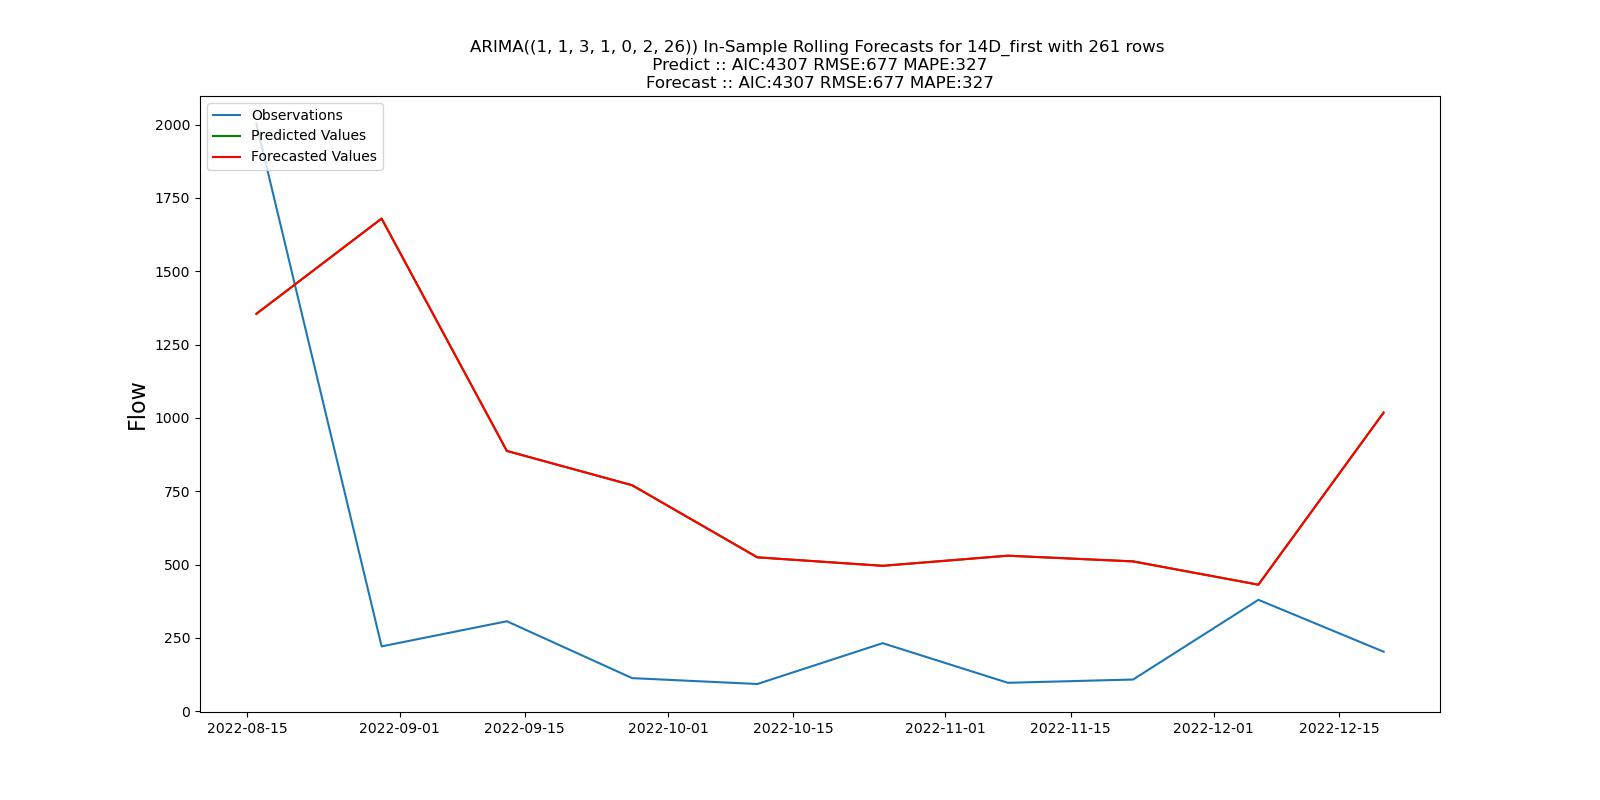 ARIMA((1, 1, 3, 1, 0, 2, 26)) In-Sample Rolling Forecasts for 14D_first with 261 rows
Predict :: AIC:4307 RMSE:677 MAPE:327
Forecast :: AIC:4307 RMSE:677 MAPE:327
Observations
Predicted Values
Forecasted Values
2000
1750
1500
1250
1000
750
500
250
0
Flow
2022-08-15 2022-09-01 2022-09-15 2022-10-01 2022-10-15 2022-11-01 2022-11-15 2022-12-01 2022-12-15